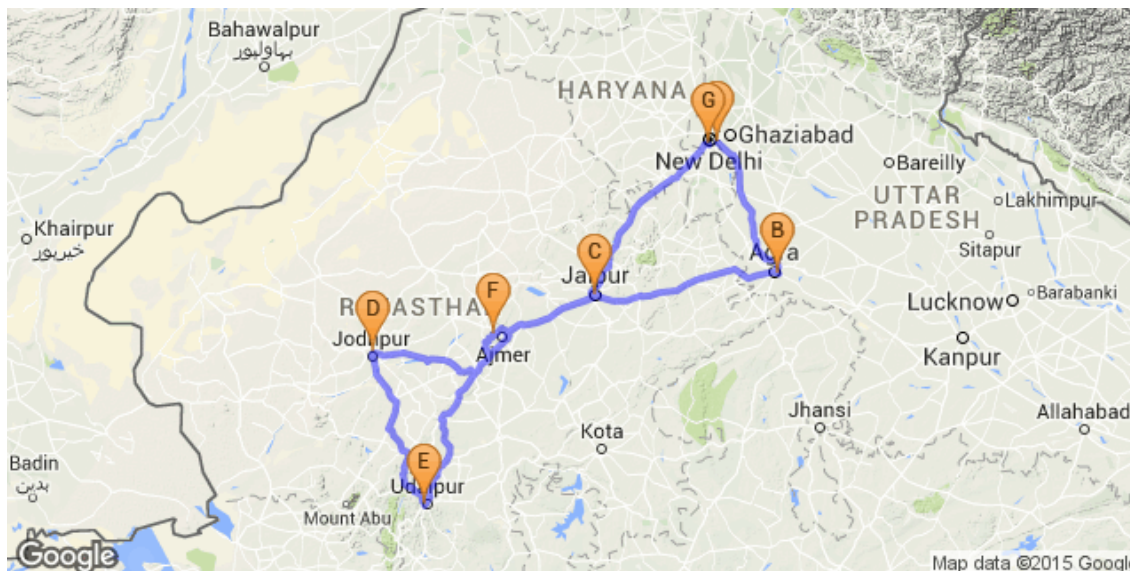 Bahawalpur
بہاولپور
HARYANA
G
Ghaziabad
New Delhi
Bareilly
UTTAR
PRADESH
Lakhimpur
Sitapur
Khairpur
خیرپور
B
Agra
C
Jaipur
Lucknow
Barabanki
RAJASTHAN
F
D
Jodhpur
Ajmer
Kanpur
Jhansi
Allahabad
Kota
Badin
بدين
E
Udaipur
Mount Abu
Google
Map data ©2015 Google